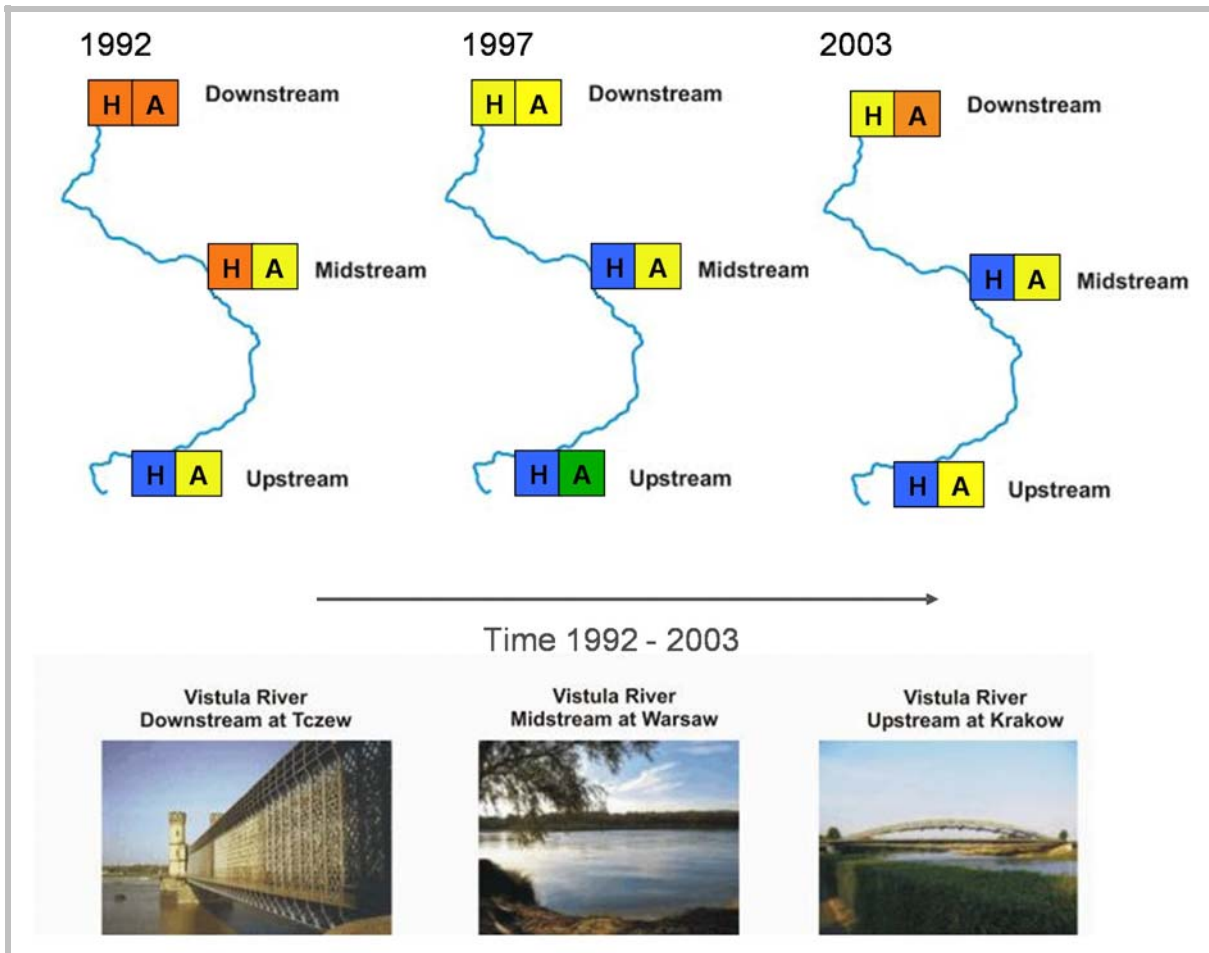 1992
1997
2003
H A Downstream
H A Downstream
H A Downstream
H A Midstream
H A Midstream
H A Midstream
H A Upstream
H A Upstream
H A Upstream
Time 1992 - 2003
Vistula River
Downstream at Tczew
Vistula River
Midstream at Warsaw
Vistula River
Upstream at Krakow